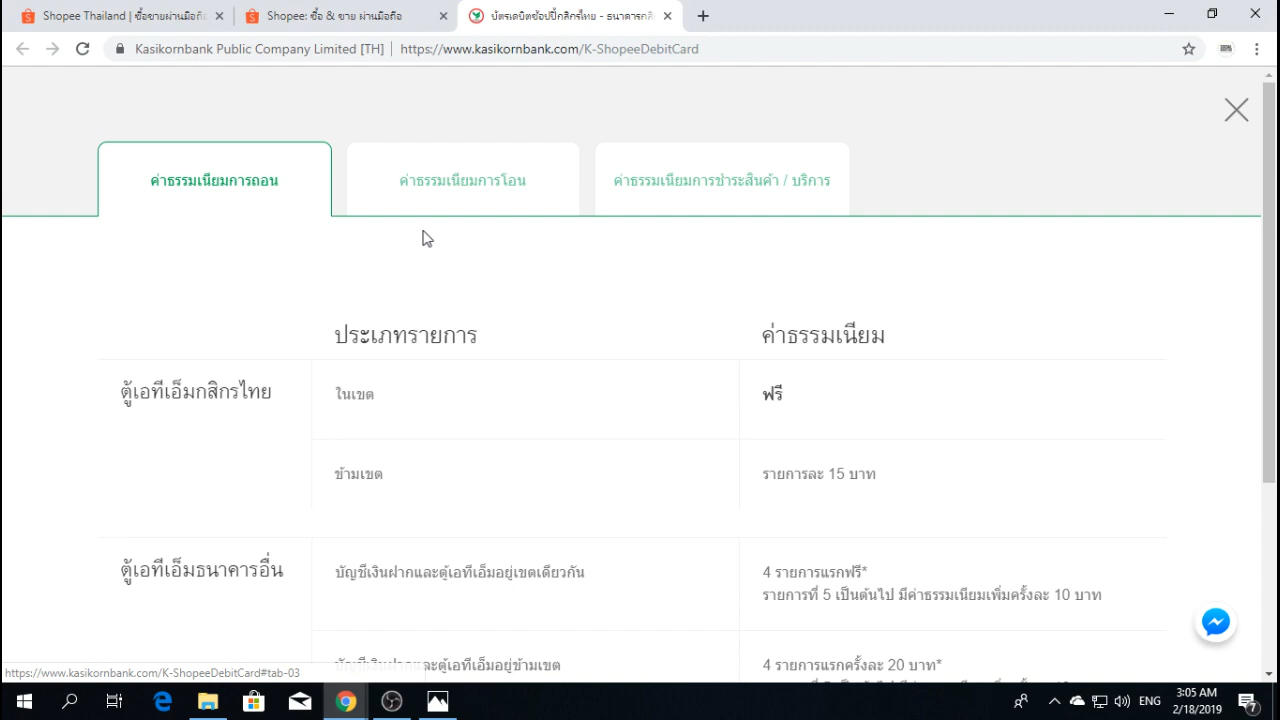 Shopee Thailand | ซื้อขายผ่านมือถื
Shopee: ซื้อ & ขาย ผ่านมือถือ
บัตรเดบิตช้อปปี้กสิกรไทย - ธนาคารกสิ
Kasikornbank Public Company Limited [TH] | https://www.kasikornbank.com/K-ShopeeDebitCard
ค่าธรรมเนียมการถอน
ค่าธรรมเนียมการโอน
ค่าธรรมเนียมการชำระสินค้า / บริการ
ประเภทรายการ
ค่าธรรมเนียม
ตู้เอทีเอ็มกสิกรไทย
ในเขต
ฟรี
ข้ามเขต
รายการละ 15 บาท
ตู้เอทีเอ็มธนาคารอื่น
บัญชีเงินฝากและตู้เอทีเอ็มอยู่เขตเดียวกัน
4 รายการแรกฟรี*
รายการที่ 5 เป็นต้นไป มีค่าธรรมเนียมเพิ่มครั้งละ 10 บาท
บัญชีเงินฝากและตู้เอทีเอ็มอยู่ข้ามเขต
4 รายการแรกครั้งละ 20 บาท*
https://www.kasikornbank.com/K-ShopeeDebitCard#tab-03
ENG
3:05 AM
2/18/2019
7